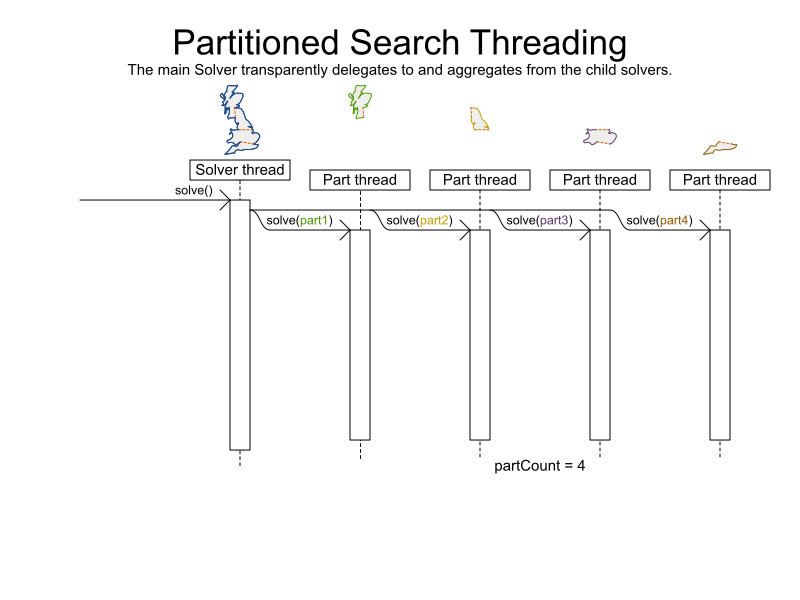 Partitioned Search Threading
The main Solver transparently delegates to and aggregates from the child solvers.
Solver thread
Part thread
Part thread
Part thread
Part thread
solve()
solve(part1)
solve(part2)
solve(part3)
solve(part4)
partCount = 4